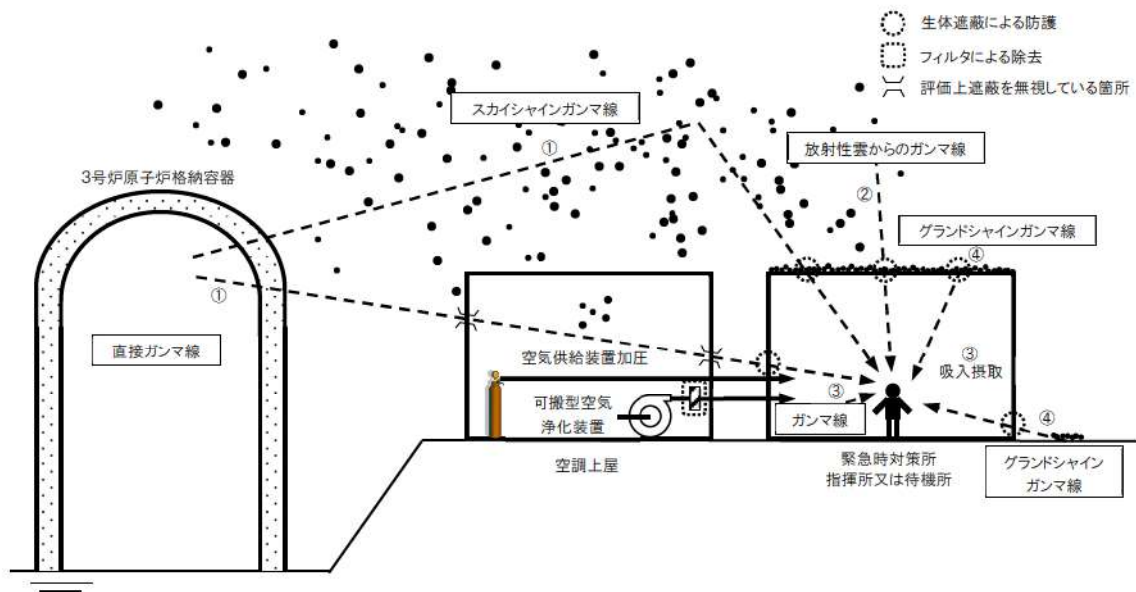 生体遮蔽による防護
フィルタによる除去
評価上遮蔽を無視している箇所
スカイシャインガンマ線
①
放射性雲からのガンマ線
②
3号炉原子炉格納容器
グランドシャインガンマ線
④
①
直接ガンマ線
空気供給装置加圧
③
吸入摂取
可搬型空気
浄化装置
③
ガンマ線
④
空調上屋
緊急時対策所
指揮所又は待機所
グランドシャイン
ガンマ線